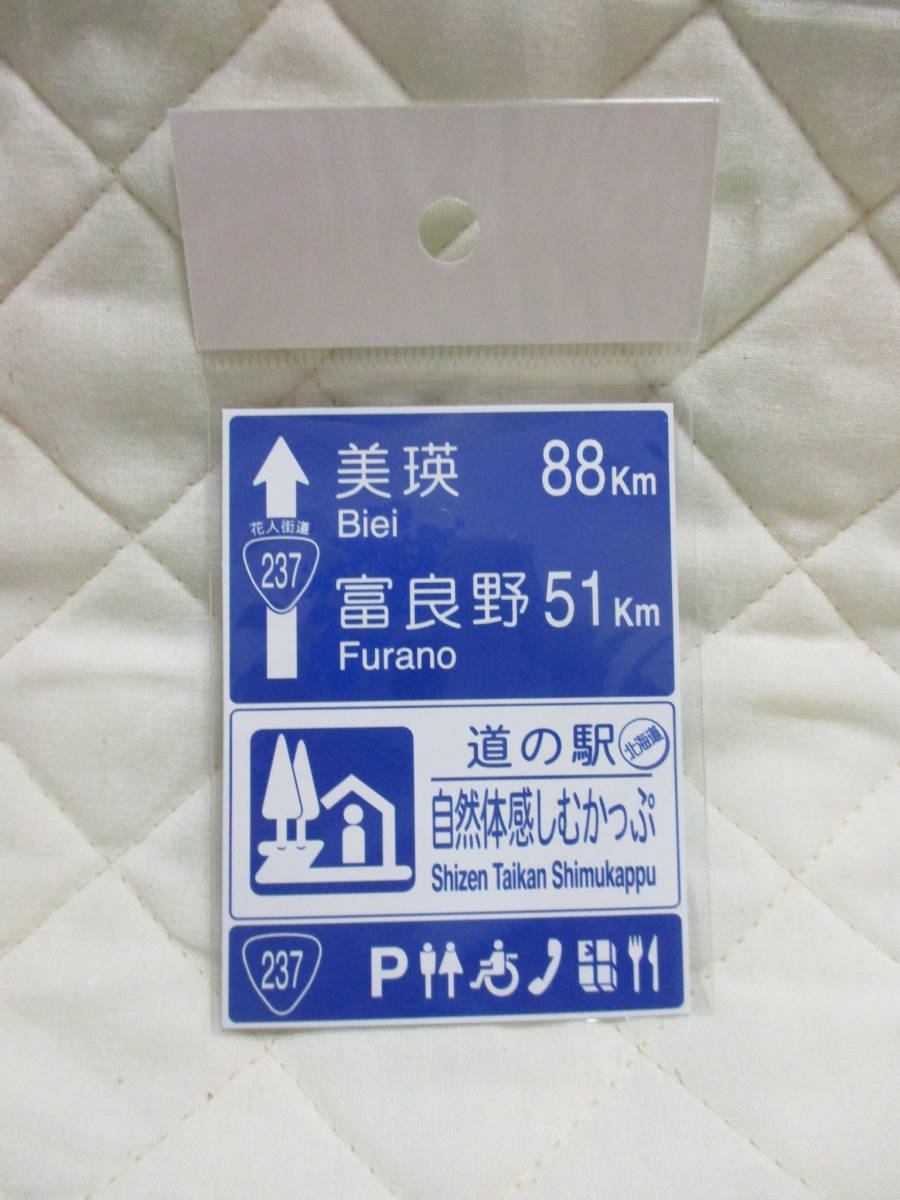 美瑛 88Km
Biei
花人街道
237
富良野 51Km
Furano
道の駅 北海道
自然体感しむかっぷ
Shizen Taikan Shimukappu
237 P